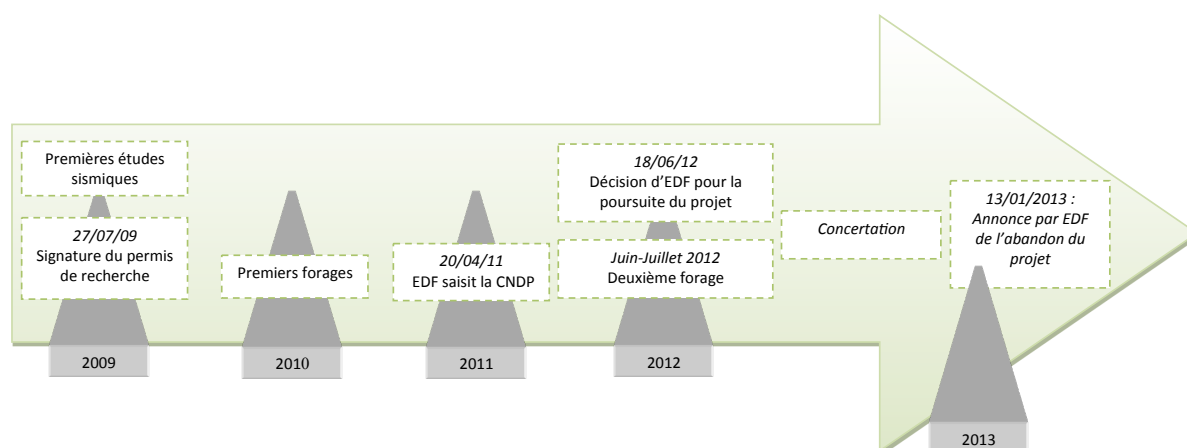 Premières études
sismiques
27/07/09
Signature du permis
de recherche
2009
Premiers forages
2010
20/04/11
EDF saisit la CNDP
2011
18/06/12
Décision d’EDF pour la
poursuite du projet
Juin-Juillet 2012
Deuxième forage
2012
Concertation
13/01/2013 :
Annonce par EDF
de l’abandon du
projet
2013